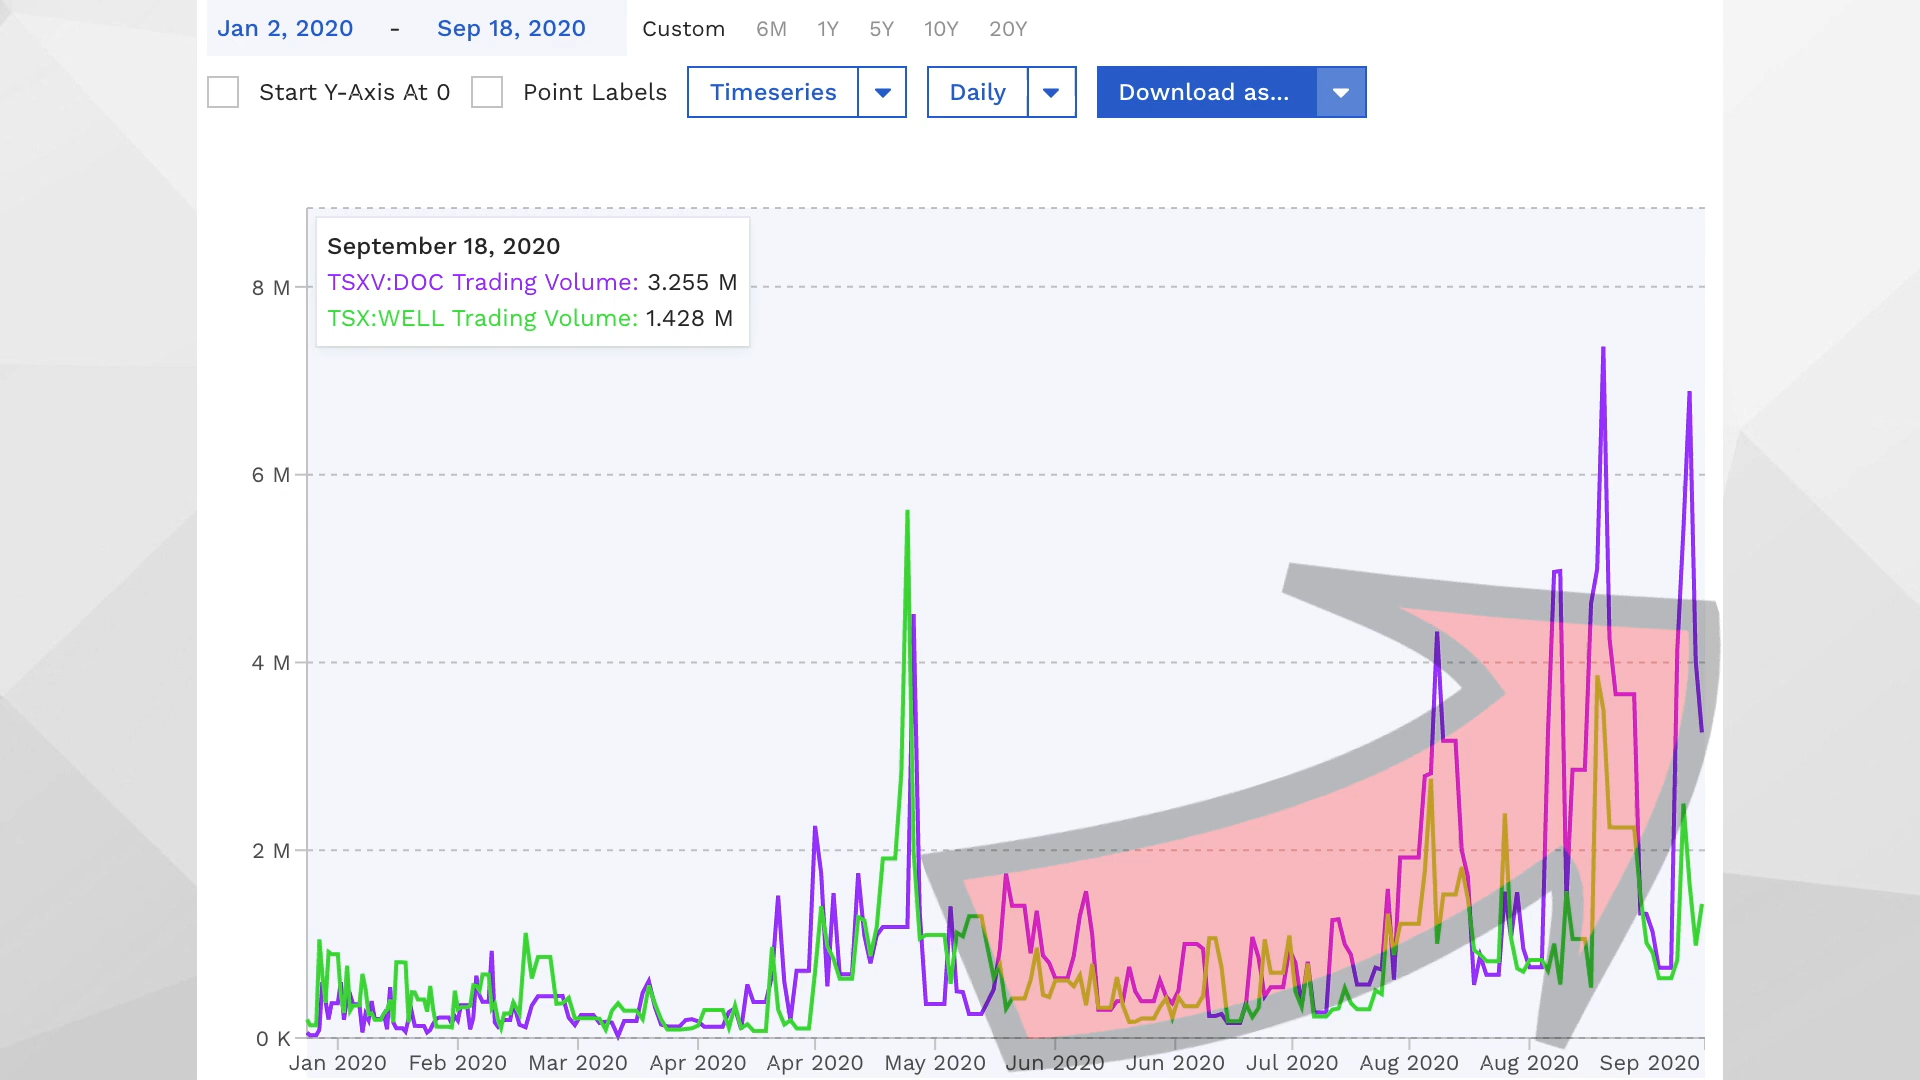 Jan 2, 2020 - Sep 18, 2020 Custom 6M 1Y 5Y 10Y 20Y
Start Y-Axis At 0 Point Labels Timeseries Daily Download as...
September 18, 2020
TSXV:DOC Trading Volume: 3.255 M
TSX:WELL Trading Volume: 1.428 M
8 M
6 M
4 M
2 M
0 K
Jan 2020 Feb 2020 Mar 2020 Apr 2020 Apr 2020 May 2020 Jun 2020 Jun 2020 Jul 2020 Aug 2020 Aug 2020 Sep 2020